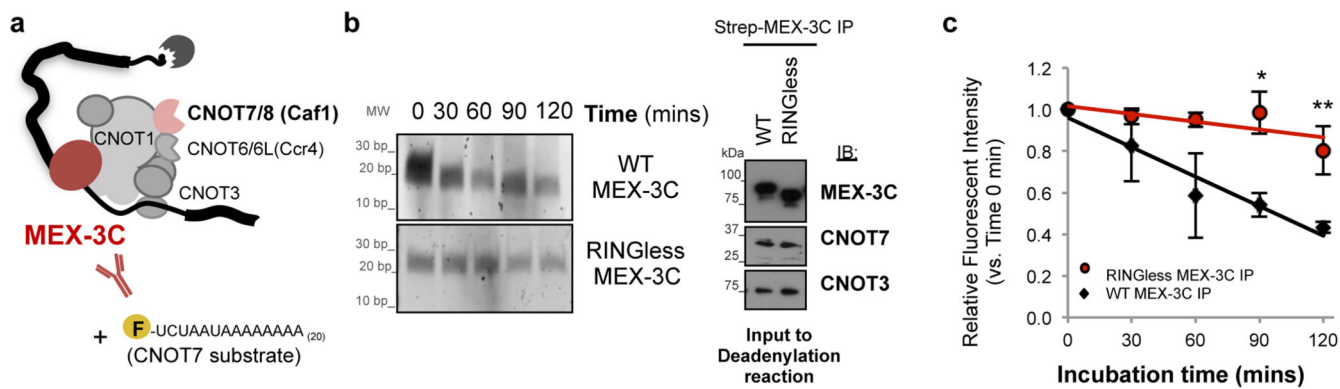 a
CNOT7/8 (Caf1)
CNOT1
CNOT6/6L(Ccr4)
CNOT3
MEX-3C
+
F-UCUAAUAAAAAAAA (20)
(CNOT7 substrate)
b
MW 0 30 60 90 120 Time (mins)
30 bp
20 bp
10 bp
WT
MEX-3C
30 bp
20 bp
10 bp
RINGless
MEX-3C
Strep-MEX-3C IP
WT
RINGless
kDa
IB:
100
75
MEX-3C
37
25
CNOT7
75
CNOT3
Input to
Deadenylation
reaction
c
Relative Fluorescent Intensity
(vs. Time 0 min)
1.2
1.0
0.8
0.6
0.4
0.2
0.0
*
**
RINGless MEX-3C IP
WT MEX-3C IP
0 30 60 90 120
Incubation time (mins)